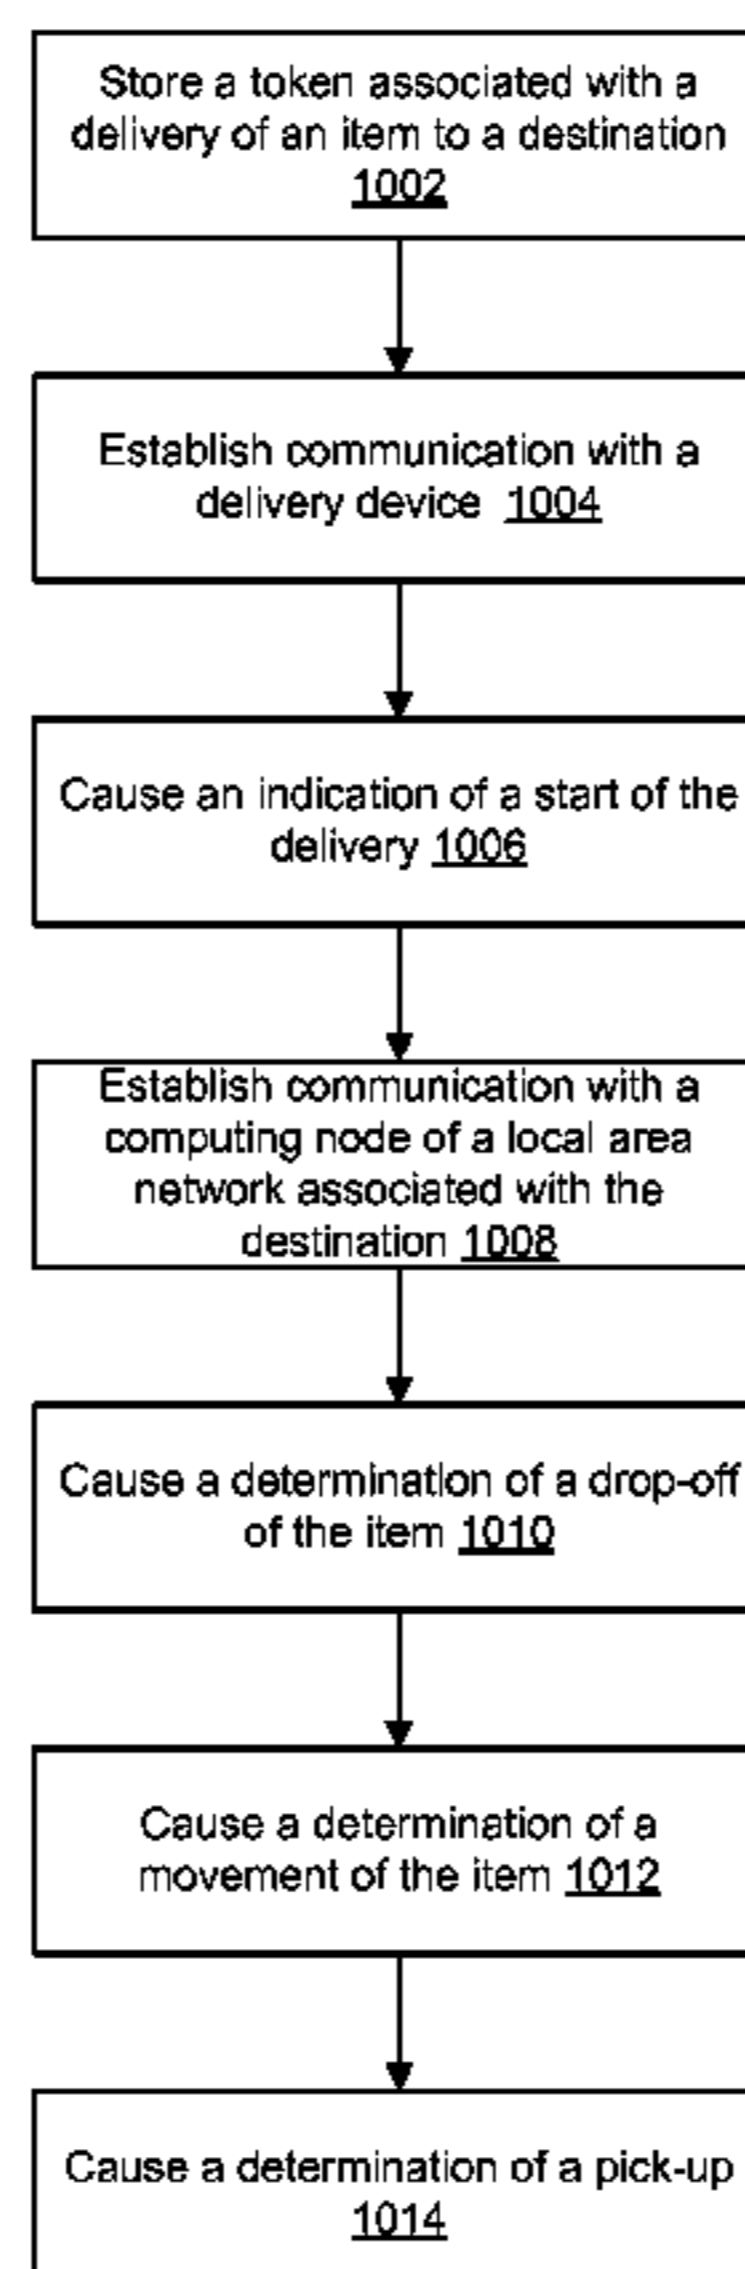 Store a token associated with a
delivery of an item to a destination
1002
Establish communication with a
delivery device 1004
Cause an indication of a start of the
delivery 1006
Establish communication with a
computing node of a local area
network associated with the
destination 1008
Cause a determination of a drop-off
of the item 1010
Cause a determination of a
movement of the item 1012
Cause a determination of a pick-up
1014